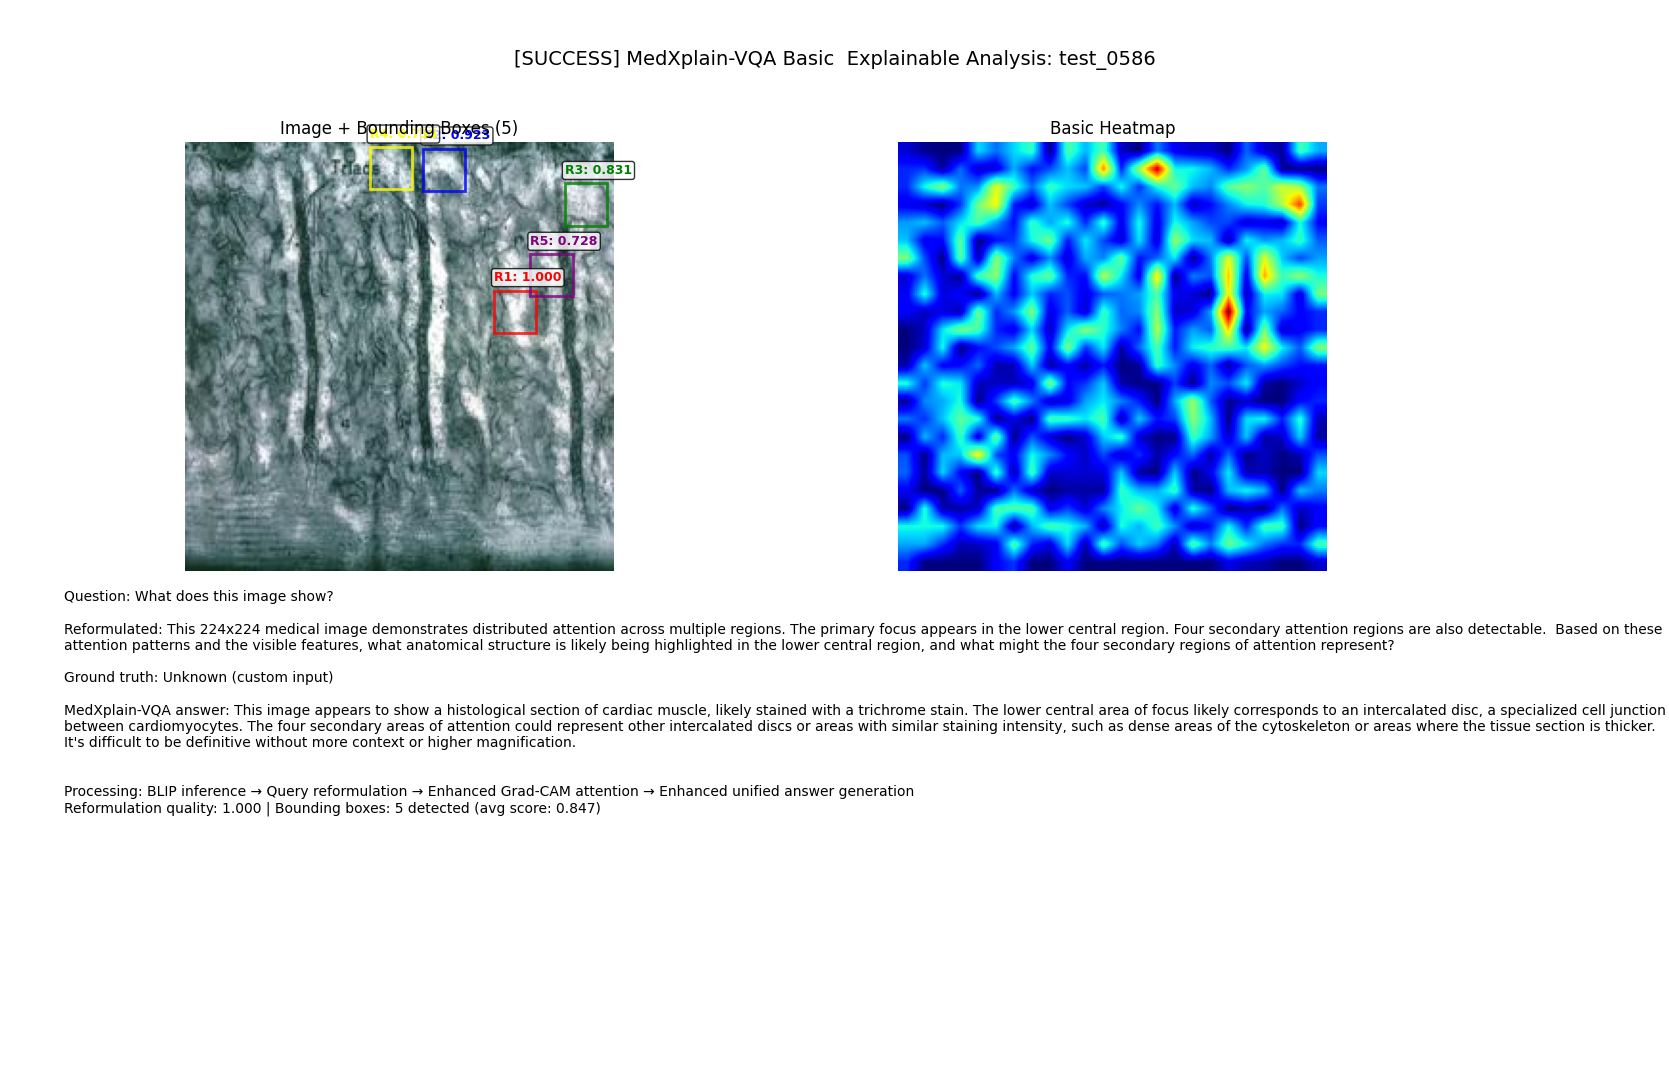 [SUCCESS] MedXplain-VQA Basic  Explainable Analysis: test_0586
Image + Bounding Boxes (5)
Basic Heatmap
: 0.923
Triads
R3: 0.831
R5: 0.728
R1: 1.000
Question: What does this image show?
Reformulated: This 224x224 medical image demonstrates distributed attention across multiple regions. The primary focus appears in the lower central region. Four secondary attention regions are also detectable.  Based on these
attention patterns and the visible features, what anatomical structure is likely being highlighted in the lower central region, and what might the four secondary regions of attention represent?
Ground truth: Unknown (custom input)
MedXplain-VQA answer: This image appears to show a histological section of cardiac muscle, likely stained with a trichrome stain. The lower central area of focus likely corresponds to an intercalated disc, a specialized cell junction
between cardiomyocytes. The four secondary areas of attention could represent other intercalated discs or areas with similar staining intensity, such as dense areas of the cytoskeleton or areas where the tissue section is thicker.
It's difficult to be definitive without more context or higher magnification.
Processing: BLIP inference → Query reformulation → Enhanced Grad-CAM attention → Enhanced unified answer generation
Reformulation quality: 1.000 | Bounding boxes: 5 detected (avg score: 0.847)